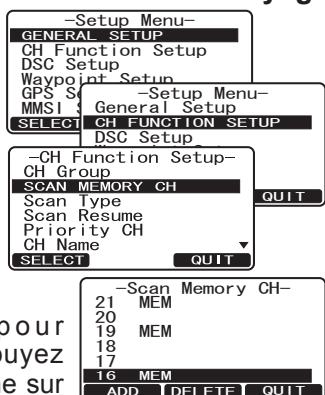 -Setup Menu-
GENERAL SETUP
CH Function Setup
DSC Setup
Waypoint Setup
GPS Se
MMSI S
SELECT
-Setup Menu-
General Setup
CH FUNCTION SETUP
DSC Setup
QUIT
-CH Function Setup-
CH Group
SCAN MEMORY CH
Scan Type
Scan Resume
Priority CH
CH Name
SELECT QUIT
-Scan Memory CH-
21 MEM
20
19 MEM
18
17
16 MEM
ADD DELETE QUIT
pour
puyez
ne sur